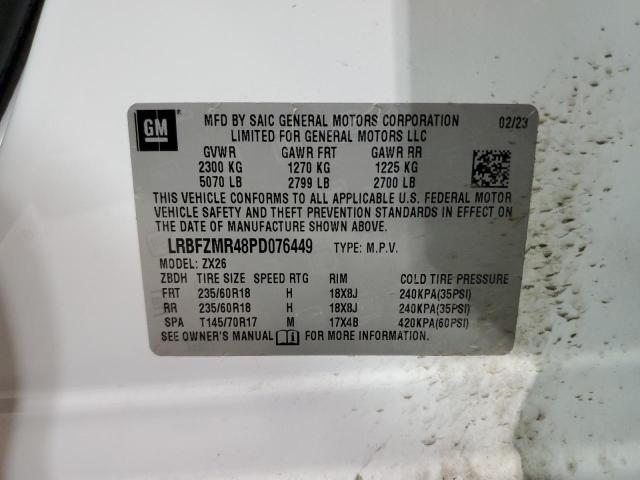 GM
MFD BY SAIC GENERAL MOTORS CORPORATION 02/23
LIMITED FOR GENERAL MOTORS LLC
GVWR GAWR FRT GAWR RR
2300 KG 1270 KG 1225 KG
5070 LB 2799 LB 2700 LB
THIS VEHICLE CONFORMS TO ALL APPLICABLE U.S. FEDERAL MOTOR
VEHICLE SAFETY AND THEFT PREVENTION STANDARDS IN EFFECT ON
THE DATE OF MANUFACTURE SHOWN ABOVE.
LRBFZMR48PD076449 TYPE: M.P.V.
MODEL: ZX26
ZBDH TIRE SIZE SPEED RTG RIM COLD TIRE PRESSURE
FRT 235/60R18 H 18X8J 240KPA(35PSI)
RR 235/60R18 H 18X8J 240KPA(35PSI)
SPA T145/70R17 M 17X4B 420KPA(60PSI)
SEE OWNER'S MANUAL FOR MORE INFORMATION